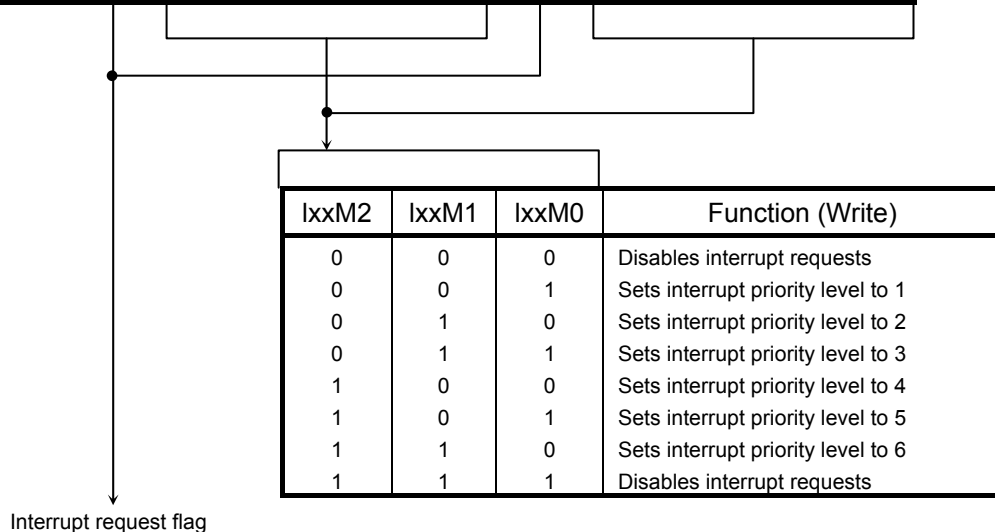 lxxM2 lxxM1 lxxM0 Function (Write)
0 0 0 Disables interrupt requests
0 0 1 Sets interrupt priority level to 1
0 1 0 Sets interrupt priority level to 2
0 1 1 Sets interrupt priority level to 3
1 0 0 Sets interrupt priority level to 4
1 0 1 Sets interrupt priority level to 5
1 1 0 Sets interrupt priority level to 6
1 1 1 Disables interrupt requests
Interrupt request flag